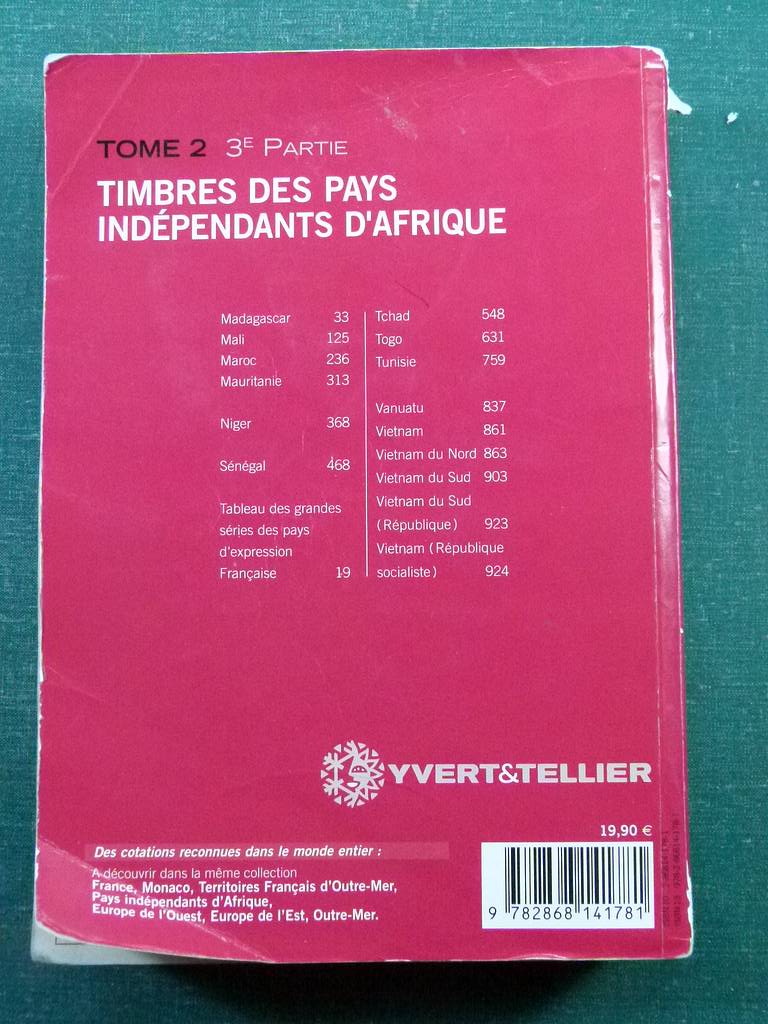 TOME 2 3E PARTIE
TIMBRES DES PAYS
INDÉPENDANTS D'AFRIQUE
Madagascar 33
Mali 125
Maroc 236
Mauritanie 313
Niger 368
Sénégal 468
Tableau des grandes
séries des pays
d'expression
Française 19
Tchad 548
Togo 631
Tunisie 759
Vanuatu 837
Vietnam 861
Vietnam du Nord 863
Vietnam du Sud 903
Vietnam du Sud
(République) 923
Vietnam (République
socialiste) 924
YVERT&TELLIER
19,90 €
Des cotations reconnues dans le monde entier :
A découvrir dans la même collection
France, Monaco, Territoires Français d'Outre-Mer,
Pays indépendants d'Afrique,
Europe de l'Ouest, Europe de l'Est, Outre-Mer.
9 782868 141781